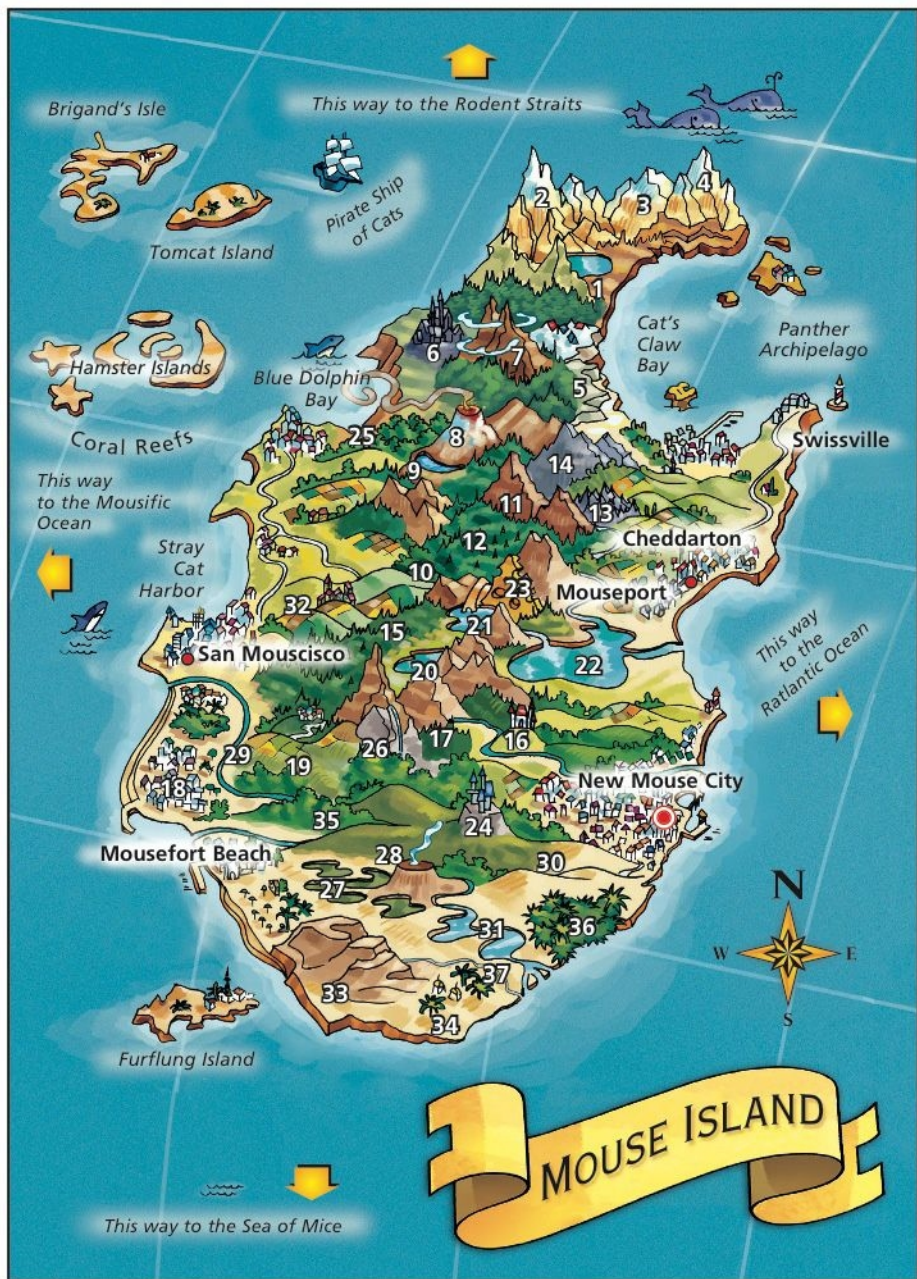 Brigand's Isle
This way to the Rodent Straits
Pirate Ship
of Cats
Tomcat Island
2
3
4
1
Hamster Islands
Blue Dolphin
Bay
6
7
5
Cat's
Claw
Bay
Panther
Archipelago
Coral Reefs
25
8
9
14
Swissville
This way
to the Mousific
Ocean
11
13
12
Cheddarton
Stray
Cat
Harbor
10
23
Mouseport
32
15
21
San Mouscisco
20
22
This way
to the
Ratlantic Ocean
29
19
26
17
16
18
New Mouse City
35
24
Mousefort Beach
28
30
27
31
36
37
33
34
N
W
E
S
Furflung Island
MOUSE ISLAND
This way to the Sea of Mice